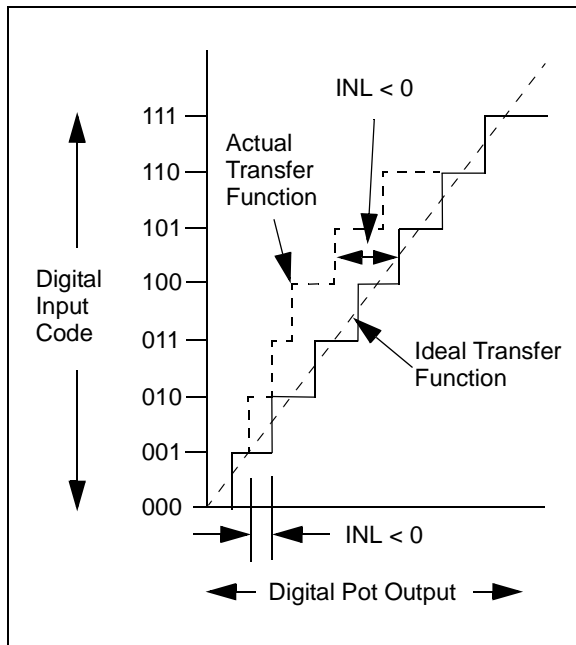 INL < 0
111
Actual
Transfer
Function
110
101
Digital
Input
Code
100
011
Ideal Transfer
Function
010
001
000
INL < 0
Digital Pot Output